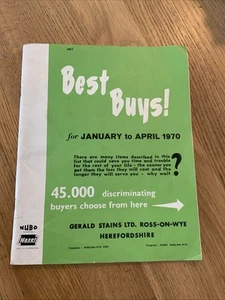 Best
Buys!
for JANUARY to APRIL 1970
There are many items described in this
list that could save you time and trouble
for the rest of your life - the sooner you
get them the less they will cost and the
longer they will serve you - why wait
?
45.000 discriminating
buyers choose from here
GERALD STAINS LTD. ROSS-ON-WYE
HEREFORDSHIRE
NUBO